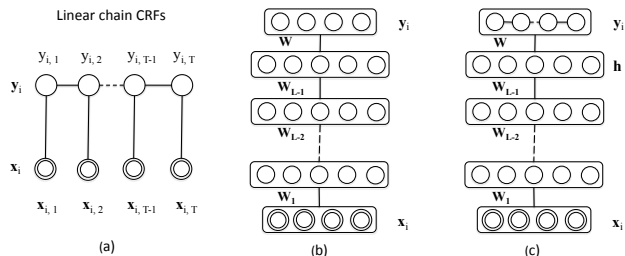 Linear chain CRFs
y_{i, 1} y_{i, 2} y_{i, T-1} y_{i, T}
y_i
x_i
x_{i, 1} x_{i, 2} x_{i, T-1} x_{i, T}
(a)
y_i
W
W_{L-1}
W_{L-2}
W_1
x_i
(b)
y_i
W
h
W_{L-1}
W_{L-2}
W_1
x_i
(c)